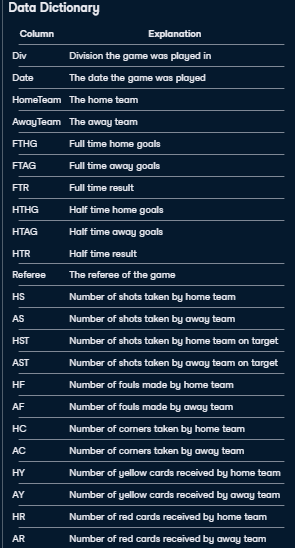 Data Dictionary
Column Explanation
Div Division the game was played in
Date The date the game was played
HomeTeam The home team
AwayTeam The away team
FTHG Full time home goals
FTAG Full time away goals
FTR Full time result
HTHG Half time home goals
HTAG Half time away goals
HTR Half time result
Referee The referee of the game
HS Number of shots taken by home team
AS Number of shots taken by away team
HST Number of shots taken by home team on target
AST Number of shots taken by away team on target
HF Number of fouls made by home team
AF Number of fouls made by away team
HC Number of corners taken by home team
AC Number of corners taken by away team
HY Number of yellow cards received by home team
AY Number of yellow cards received by away team
HR Number of red cards received by home team
AR Number of red cards received by away team